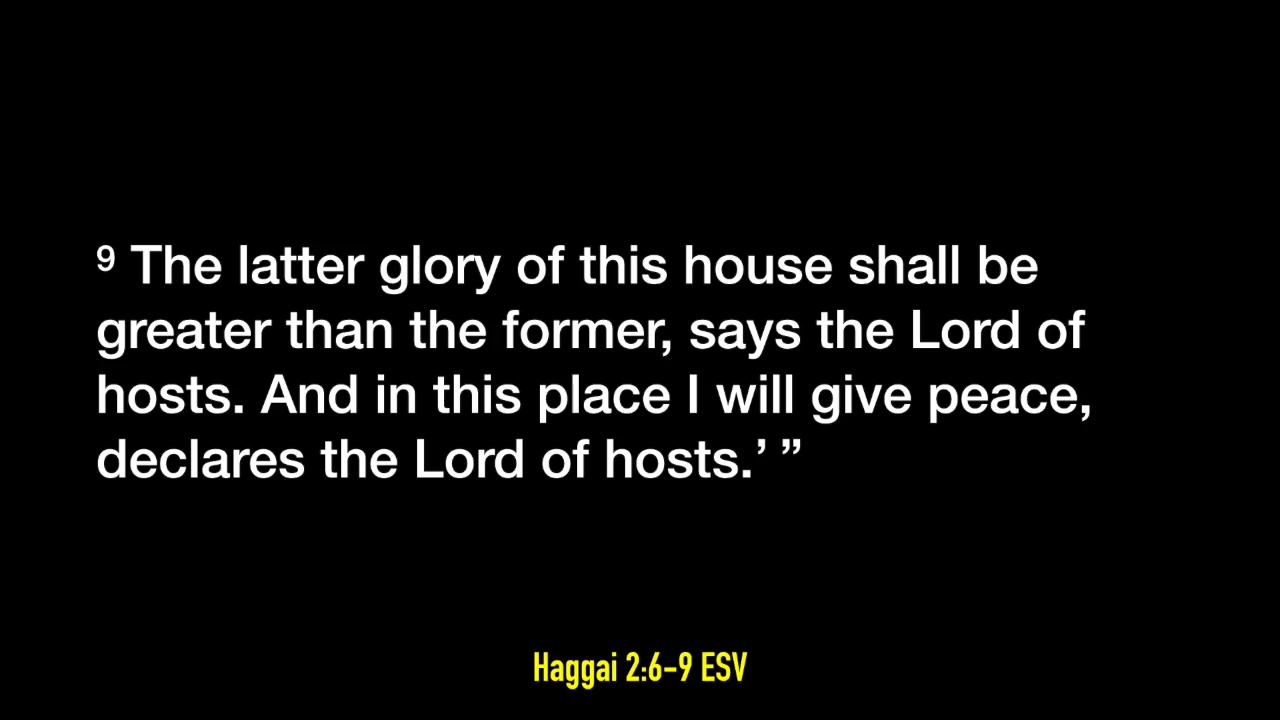 ⁹ The latter glory of this house shall be
greater than the former, says the Lord of
hosts. And in this place I will give peace,
declares the Lord of hosts.’ ”
Haggai 2:6-9 ESV